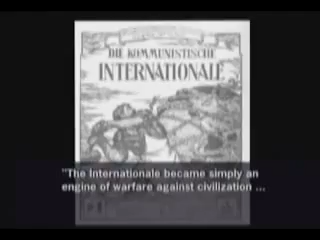 DIE KOMMUNISTISCHE
INTERNATIONALE
"The Internationale became simply an
engine of warfare against civilization ...